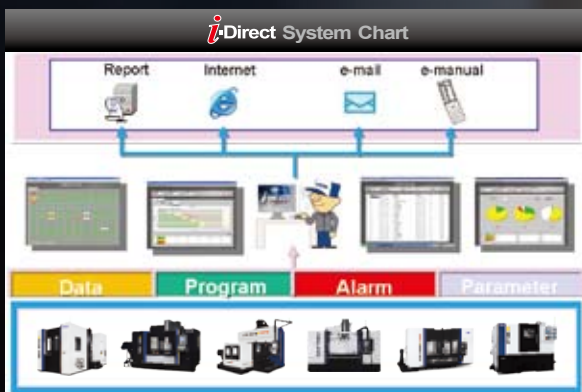 i-Direct System Chart
Report Internet e-mail e-manual
Data Program Alarm Parameter